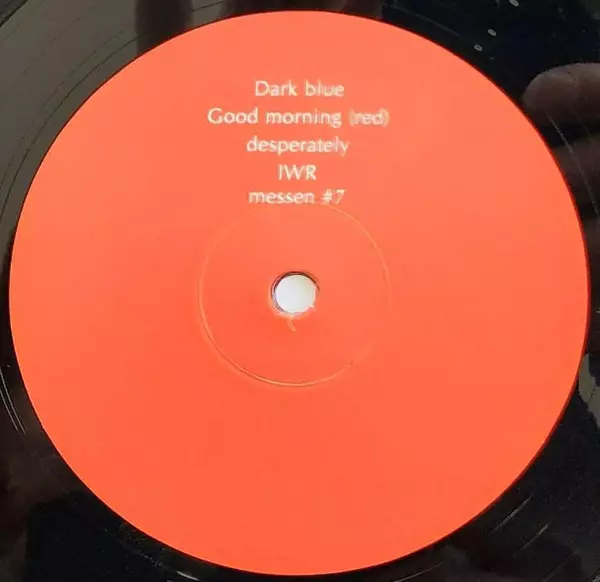 Dark blue
Good morning (red)
desperately
IWR
messen #7